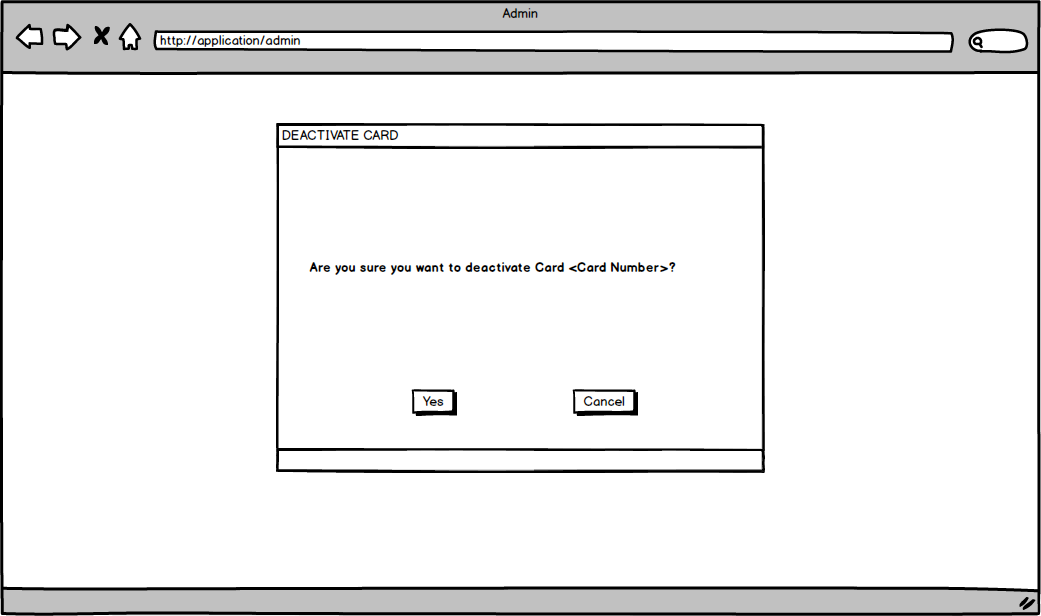 Admin
http://application/admin
DEACTIVATE CARD
Are you sure you want to deactivate Card <Card Number>?
Yes
Cancel